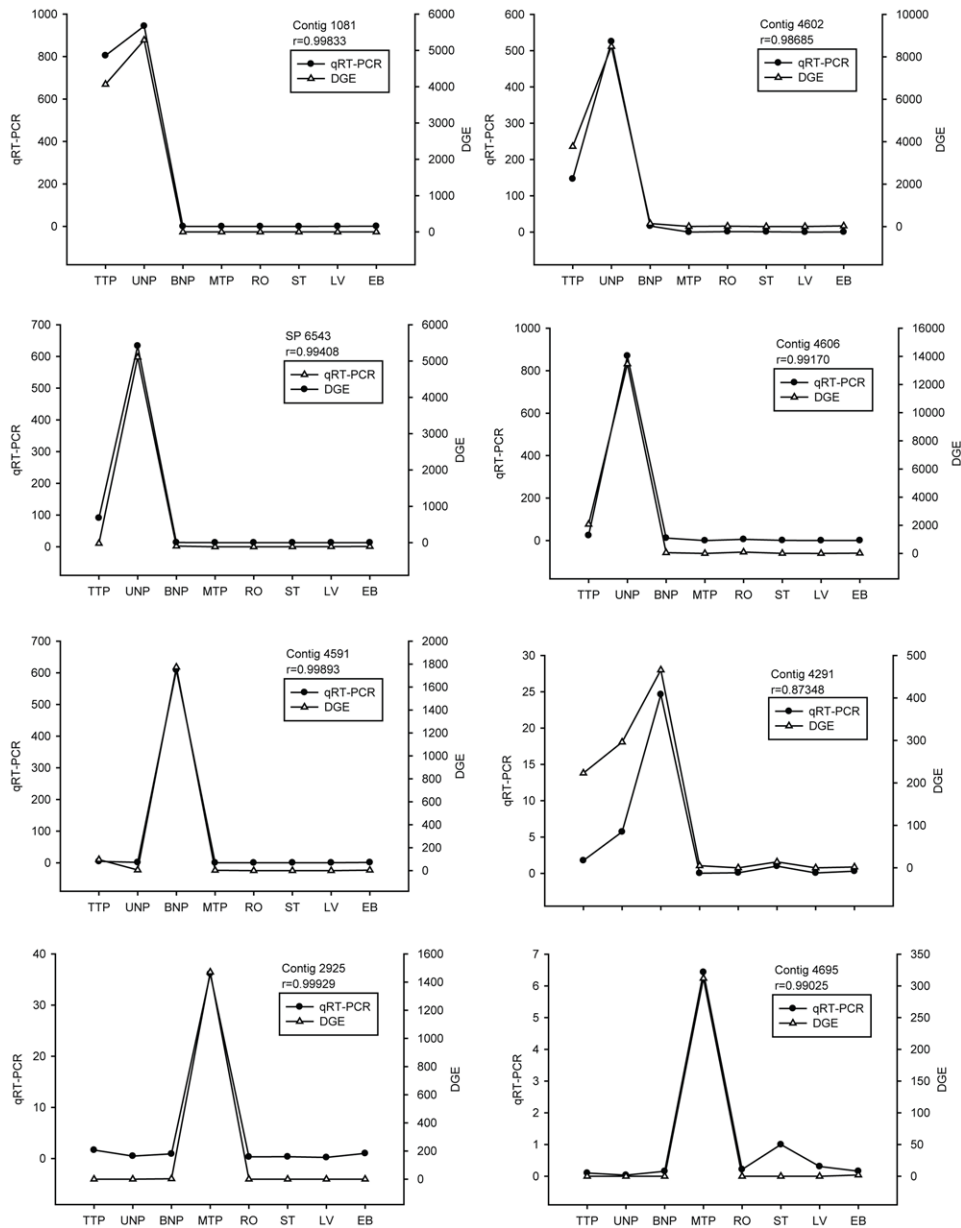 Contig 1081
r=0.99833
qRT-PCR
DGE
1000
800
600
400
200
0
qRT-PCR
6000
5000
4000
3000
2000
1000
0
DGE
TTP UNP BNP MTP RO ST LV EB
Contig 4602
r=0.98685
qRT-PCR
DGE
600
500
400
300
200
100
0
qRT-PCR
10000
8000
6000
4000
2000
0
DGE
TTP UNP BNP MTP RO ST LV EB
SP 6543
r=0.99408
qRT-PCR
DGE
700
600
500
400
300
200
100
0
qRT-PCR
6000
5000
4000
3000
2000
1000
0
DGE
TTP UNP BNP MTP RO ST LV EB
Contig 4606
r=0.99170
qRT-PCR
DGE
1000
800
600
400
200
0
qRT-PCR
16000
14000
12000
10000
8000
6000
4000
2000
0
DGE
TTP UNP BNP MTP RO ST LV EB
Contig 4591
r=0.99893
qRT-PCR
DGE
700
600
500
400
300
200
100
0
qRT-PCR
2000
1800
1600
1400
1200
1000
800
600
400
200
0
DGE
TTP UNP BNP MTP RO ST LV EB
Contig 4291
r=0.87348
qRT-PCR
DGE
30
25
20
15
10
5
0
qRT-PCR
500
400
300
200
100
0
DGE
Contig 2925
r=0.99929
qRT-PCR
DGE
40
30
20
10
0
qRT-PCR
1600
1400
1200
1000
800
600
400
200
0
DGE
TTP UNP BNP MTP RO ST LV EB
Contig 4695
r=0.99025
qRT-PCR
DGE
7
6
5
4
3
2
1
0
qRT-PCR
350
300
250
200
150
100
50
0
DGE
TTP UNP BNP MTP RO ST LV EB